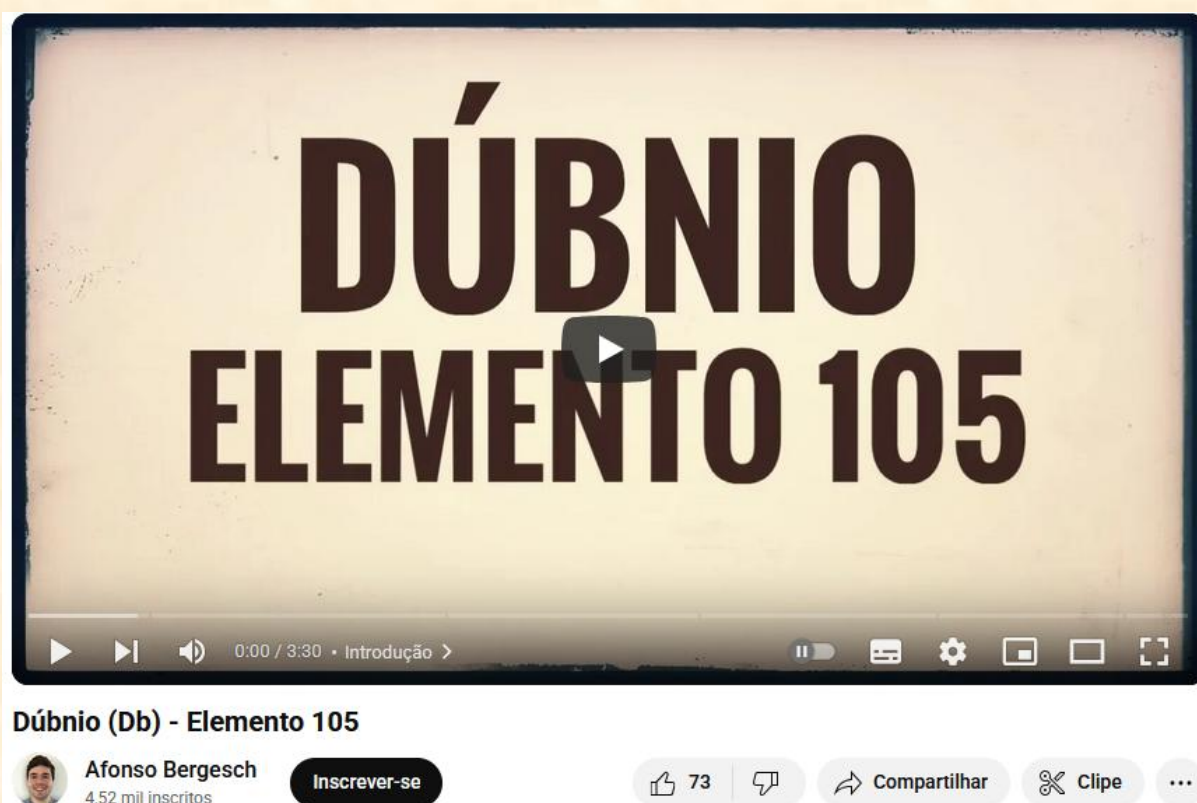 DÚBNIO
ELEMENTO 105
0:00 / 3:30 • Introdução >
Dúbnio (Db) - Elemento 105
Afonso Bergesch
4,52 mil inscritos
Inscrever-se
73
Compartilhar
Clipe
...